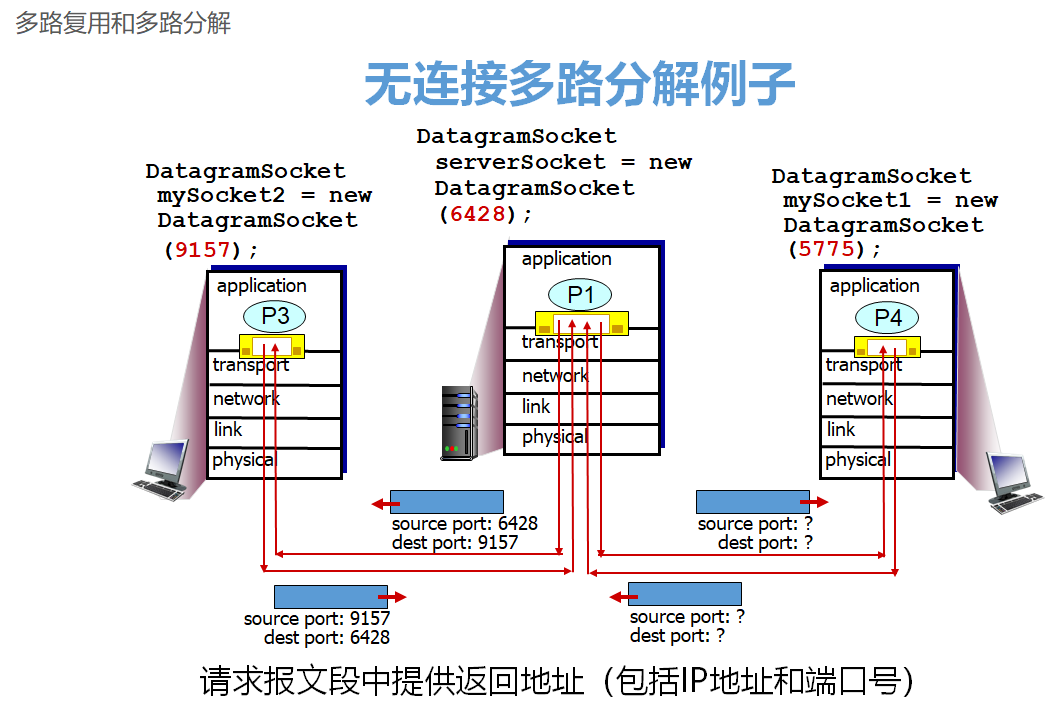 多路复用和多路分解
无连接多路分解例子
DatagramSocket
mySocket2 = new
DatagramSocket
(9157);
DatagramSocket
serverSocket = new
DatagramSocket
(6428);
DatagramSocket
mySocket1 = new
DatagramSocket
(5775);
application
P3
transport
network
link
physical
application
P1
transport
network
link
physical
application
P4
transport
network
link
physical
source port: 6428
dest port: 9157
source port: ?
dest port: ?
source port: 9157
dest port: 6428
source port: ?
dest port: ?
请求报文段中提供返回地址（包括IP地址和端口号）